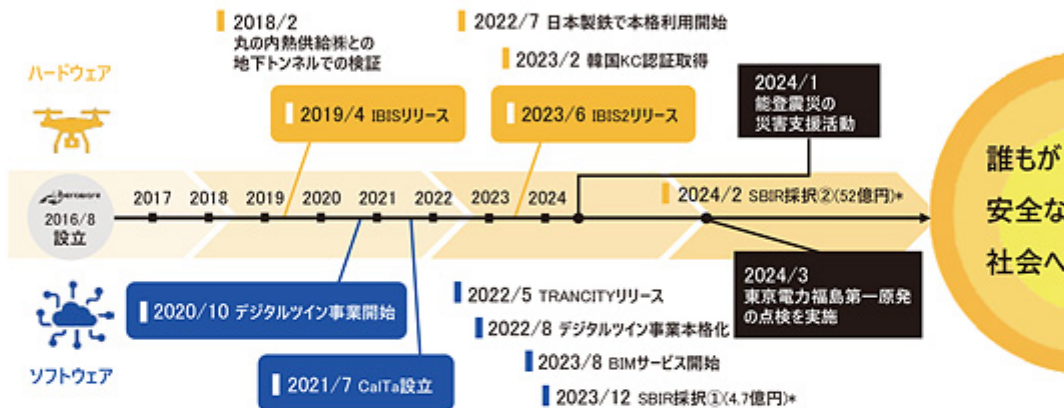 2018/2
丸の内熱供給㈱との
地下トンネルでの検証
2022/7 日本製鉄で本格利用開始
2023/2 韓国KC認証取得
ハードウェア
2019/4 IBISリリース
2023/6 IBIS2リリース
2024/1
能登震災の
災害支援活動
誰もが
安全な
社会へ
2016/8
設立
2017
2018
2019
2020
2021
2022
2023
2024
2024/2 SBIR採択②(52億円)*
2020/10 デジタルツイン事業開始
2022/5 TRANCITYリリース
2022/8 デジタルツイン事業本格化
2024/3
東京電力福島第一原発
の点検を実施
ソフトウェア
2021/7 CalTa設立
2023/8 BIMサービス開始
2023/12 SBIR採択①(4.7億円)*